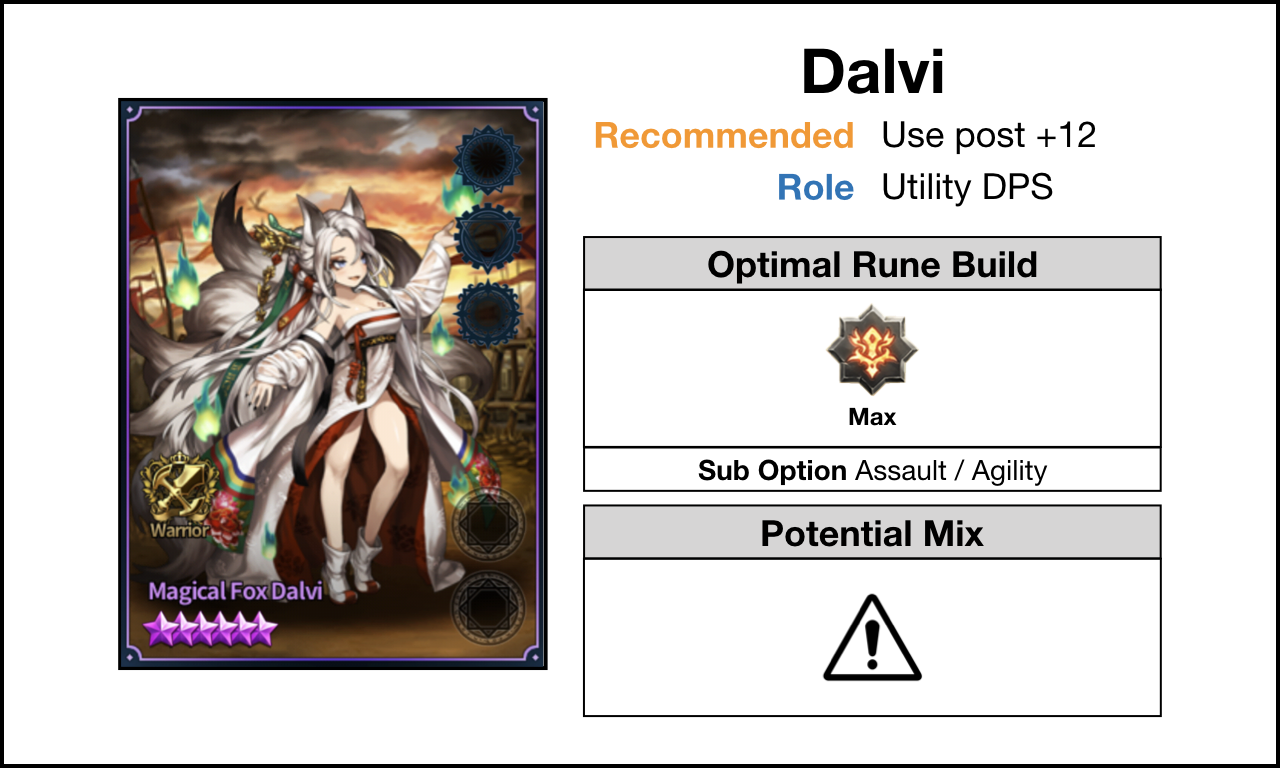 Dalvi
Recommended Use post +12
Role Utility DPS
Optimal Rune Build
Max
Sub Option Assault / Agility
Potential Mix
Warrior
Magical Fox Dalvi